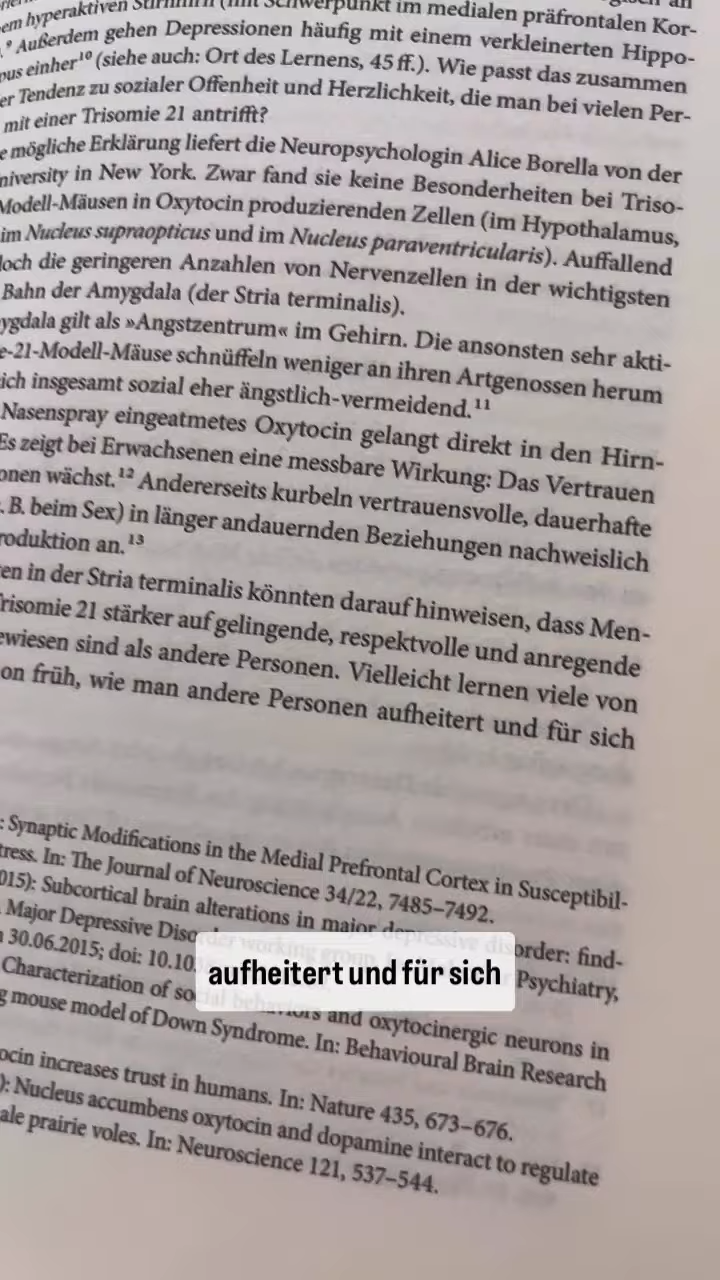 em hyperaktiven Stirnhirn (mit Schwerpunkt im medialen präfrontalen Kor-
.⁹ Außerdem gehen Depressionen häufig mit einem verkleinerten Hippo-
pus einher¹⁰ (siehe auch: Ort des Lernens, 45 ff.). Wie passt das zusammen
er Tendenz zu sozialer Offenheit und Herzlichkeit, die man bei vielen Per-
mit einer Trisomie 21 antrifft?
e mögliche Erklärung liefert die Neuropsychologin Alice Borella von der
niversity in New York. Zwar fand sie keine Besonderheiten bei Triso-
Modell-Mäusen in Oxytocin produzierenden Zellen (im Hypothalamus,
im Nucleus supraopticus und im Nucleus paraventricularis). Auffallend
doch die geringeren Anzahlen von Nervenzellen in der wichtigsten
Bahn der Amygdala (der Stria terminalis).
ygdala gilt als »Angstzentrum« im Gehirn. Die ansonsten sehr akti-
e-21-Modell-Mäuse schnüffeln weniger an ihren Artgenossen herum
ich insgesamt sozial eher ängstlich-vermeidend.¹¹
Nasenspray eingeatmetes Oxytocin gelangt direkt in den Hirn-
Es zeigt bei Erwachsenen eine messbare Wirkung: Das Vertrauen
onen wächst.¹² Andererseits kurbeln vertrauensvolle, dauerhafte
. B. beim Sex) in länger andauernden Beziehungen nachweislich
roduktion an.¹³
en in der Stria terminalis könnten darauf hinweisen, dass Men-
Trisomie 21 stärker auf gelingende, respektvolle und anregende
ewiesen sind als andere Personen. Vielleicht lernen viele von
on früh, wie man andere Personen aufheitert und für sich
: Synaptic Modifications in the Medial Prefrontal Cortex in Susceptibil-
tress. In: The Journal of Neuroscience 34/22, 7485–7492.
015): Subcortical brain alterations in major depressive disorder: find-
Major Depressive Disorder working group. Psychiatry,
30.06.2015; doi: 10.10
Characterization of social behaviors and oxytocinergic neurons in
g mouse model of Down Syndrome. In: Behavioural Brain Research
ocin increases trust in humans. In: Nature 435, 673–676.
): Nucleus accumbens oxytocin and dopamine interact to regulate
ale prairie voles. In: Neuroscience 121, 537–544.
aufheitert und für sich